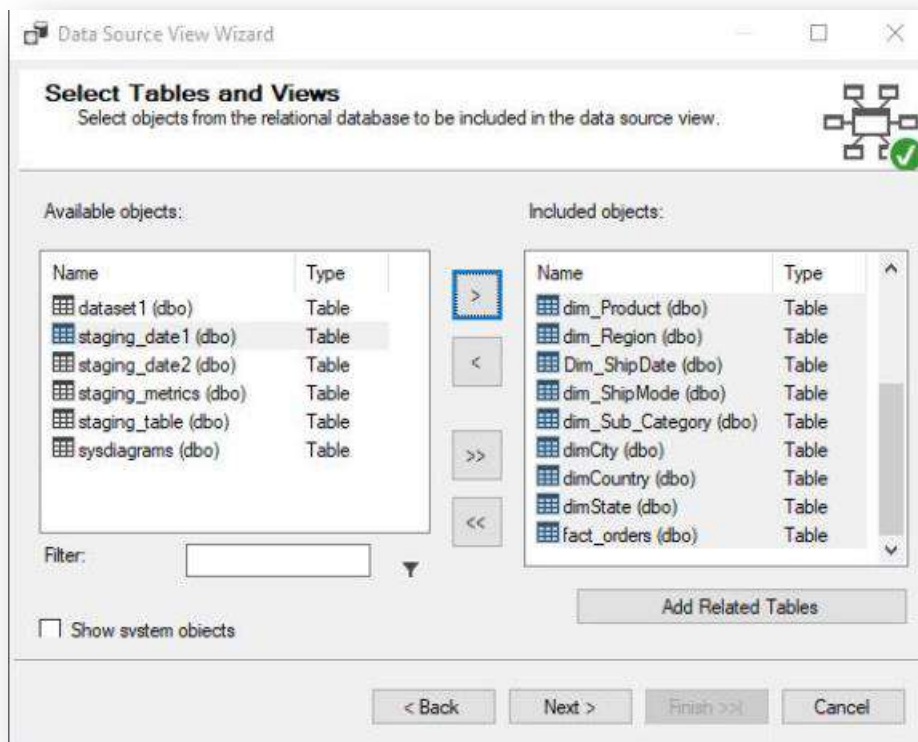 Data Source View Wizard
Select Tables and Views
Select objects from the relational database to be included in the data source view.
Available objects:
Name Type
dataset1 (dbo) Table
staging_date1 (dbo) Table
staging_date2 (dbo) Table
staging_metrics (dbo) Table
staging_table (dbo) Table
sysdiagrams (dbo) Table
>
<
>>
<<
Included objects:
Name Type
dim_Product (dbo) Table
dim_Region (dbo) Table
Dim_ShipDate (dbo) Table
dim_ShipMode (dbo) Table
dim_Sub_Category (dbo) Table
dimCity (dbo) Table
dimCountry (dbo) Table
dimState (dbo) Table
fact_orders (dbo) Table
Filter:
Add Related Tables
Show system objects
< Back Next > Finish >>| Cancel